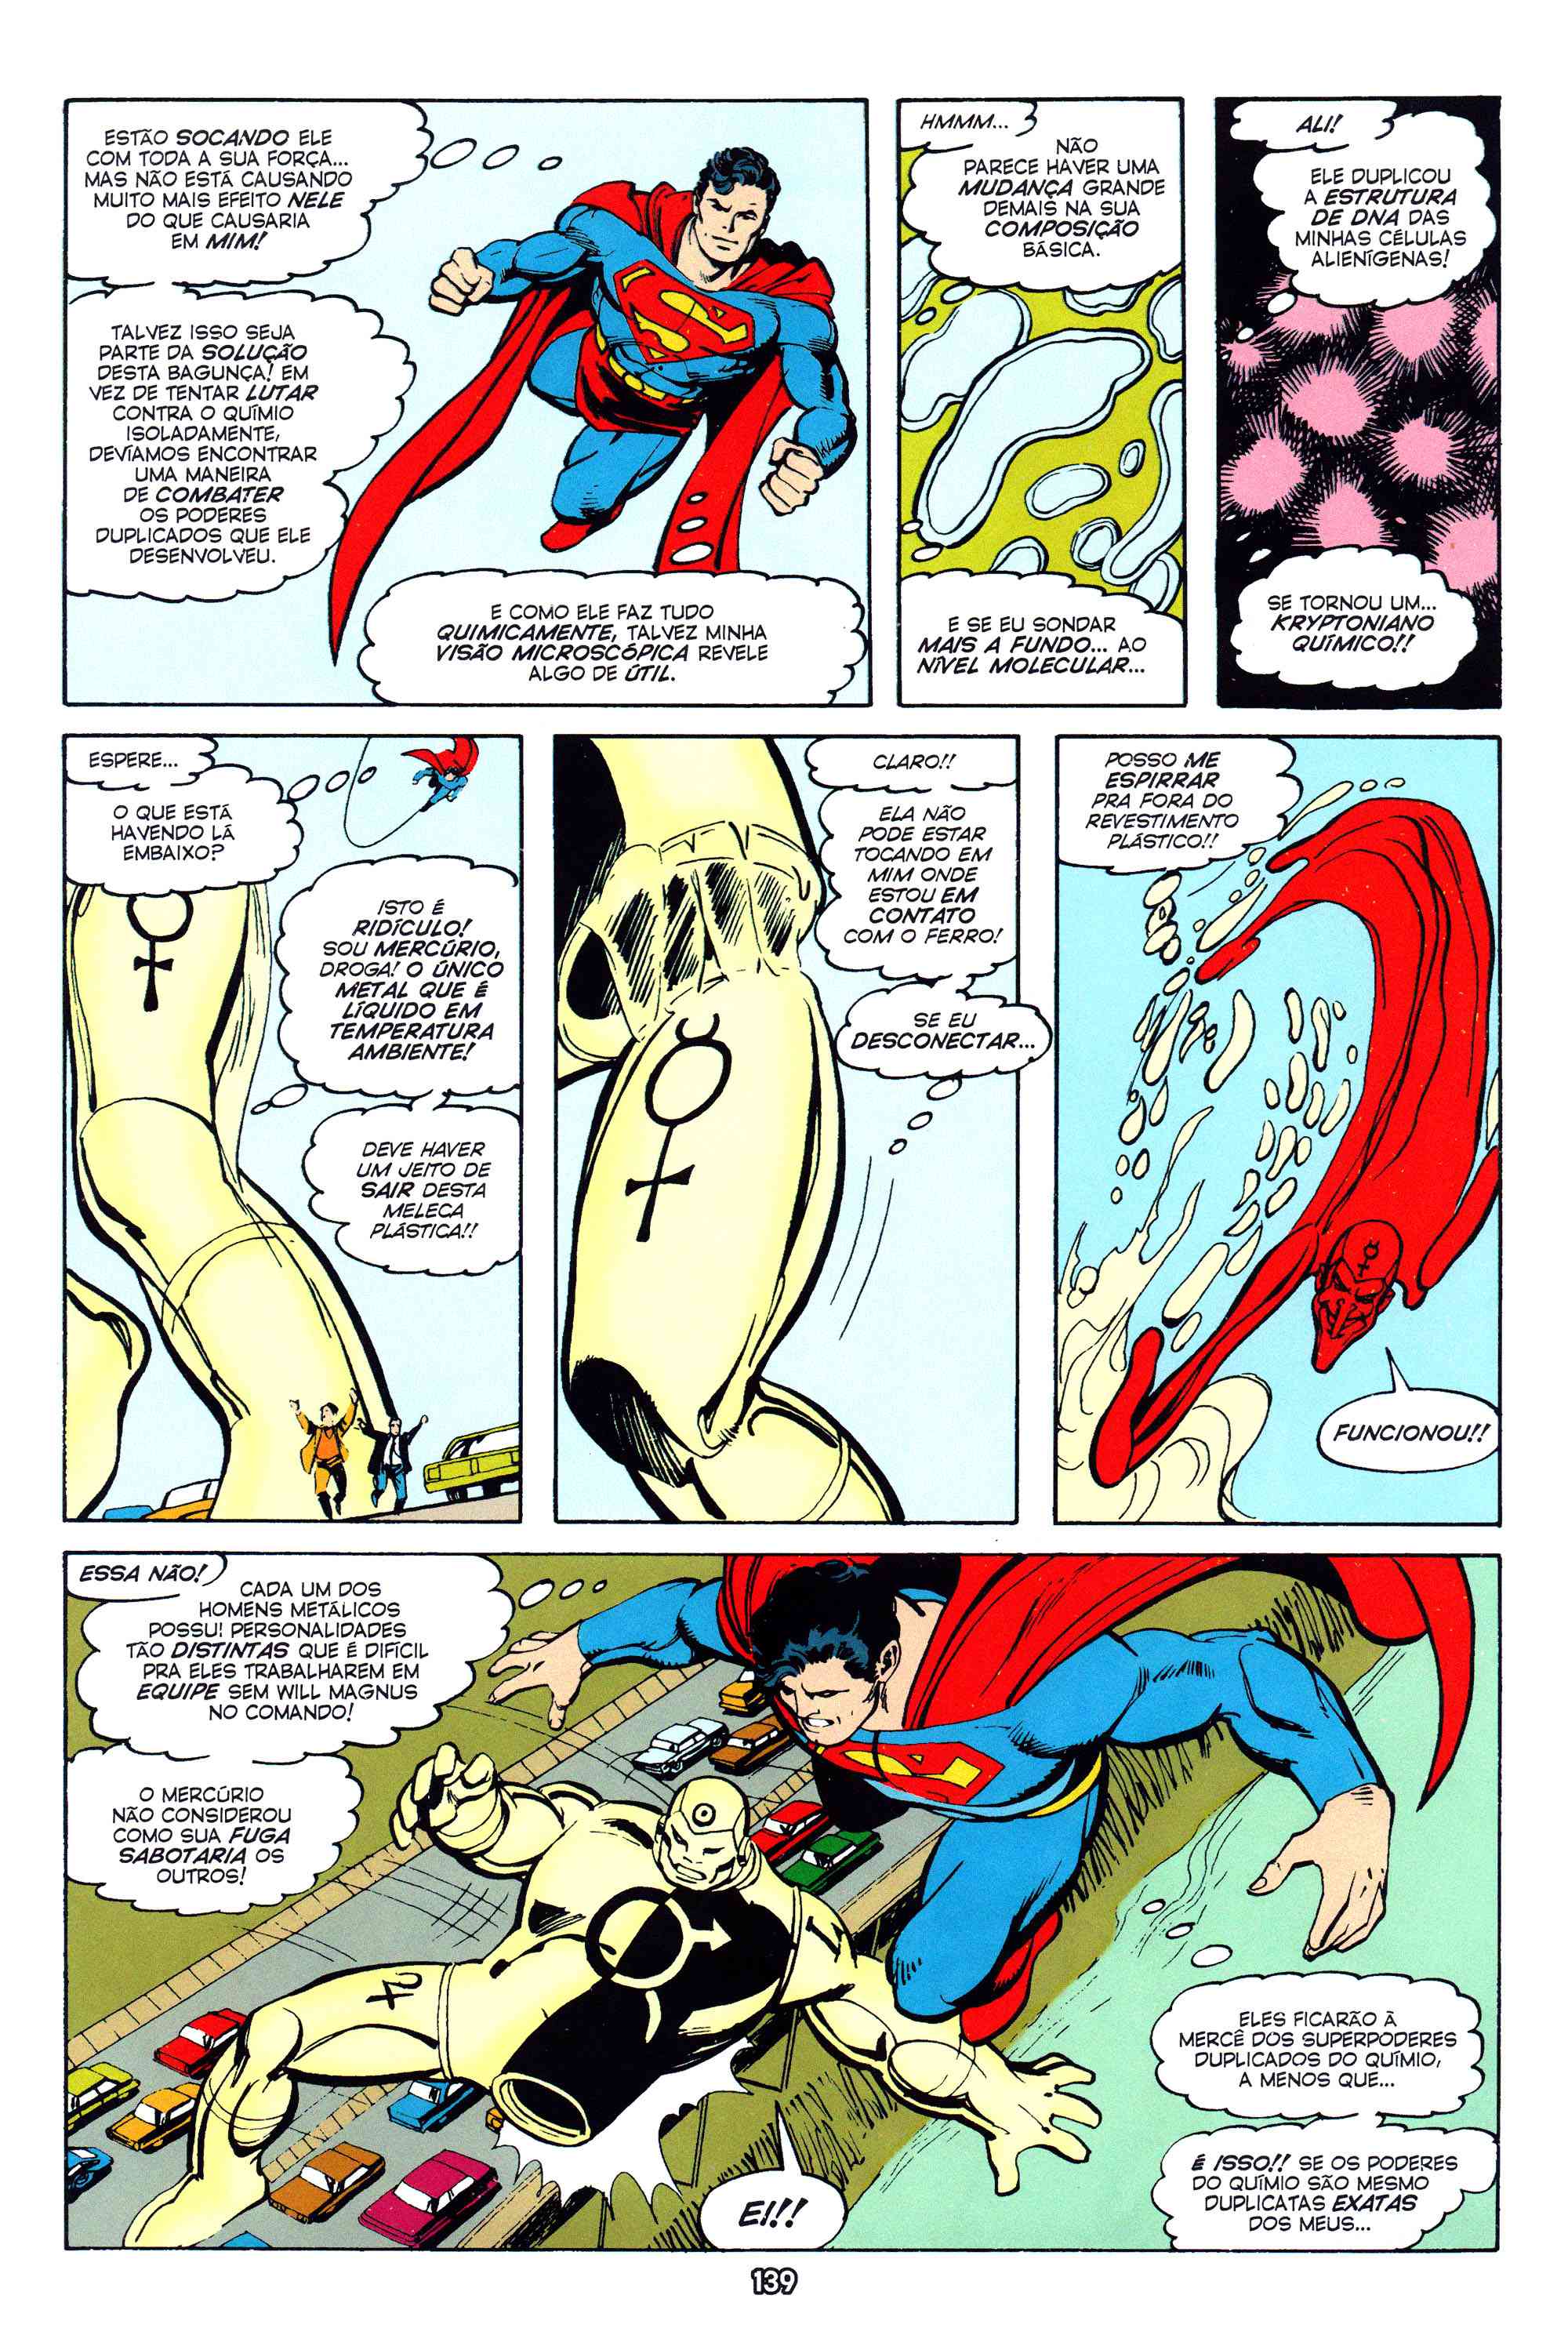 ESTÃO SOCANDO ELE
COM TODA A SUA FORÇA...
MAS NÃO ESTÁ CAUSANDO
MUITO MAIS EFEITO NELE
DO QUE CAUSARIA
EM MIM!
TALVEZ ISSO SEJA
PARTE DA SOLUÇÃO
DESTA BAGUNÇA! EM
VEZ DE TENTAR LUTAR
CONTRA O QUÍMIO
ISOLADAMENTE,
DEVÍAMOS ENCONTRAR
UMA MANEIRA
DE COMBATER
OS PODERES
DUPLICADOS QUE ELE
DESENVOLVEU.
E COMO ELE FAZ TUDO
QUIMICAMENTE, TALVEZ MINHA
VISÃO MICROSCÓPICA REVELE
ALGO DE ÚTIL.
HMMM...
NÃO
PARECE HAVER UMA
MUDANÇA GRANDE
DEMAIS NA SUA
COMPOSIÇÃO
BÁSICA.
E SE EU SONDAR
MAIS A FUNDO... AO
NÍVEL MOLECULAR...
ALI!
ELE DUPLICOU
A ESTRUTURA
DE DNA DAS
MINHAS CÉLULAS
ALIENÍGENAS!
SE TORNOU UM...
KRYPTONIANO
QUÍMICO!!
ESPERE...
O QUE ESTÁ
HAVENDO LÁ
EMBAIXO?
ISTO É
RIDÍCULO!
SOU MERCÚRIO,
DROGA! O ÚNICO
METAL QUE É
LÍQUIDO EM
TEMPERATURA
AMBIENTE!
DEVE HAVER
UM JEITO DE
SAIR DESTA
MELECA
PLÁSTICA!!
CLARO!!
ELA NÃO
PODE ESTAR
TOCANDO EM
MIM ONDE
ESTOU EM
CONTATO
COM O FERRO!
SE EU
DESCONECTAR...
POSSO ME
ESPIRRAR
PRA FORA DO
REVESTIMENTO
PLÁSTICO!!
FUNCIONOU!!
ESSA NÃO!
CADA UM DOS
HOMENS METÁLICOS
POSSUI PERSONALIDADES
TÃO DISTINTAS QUE É DIFÍCIL
PRA ELES TRABALHAREM EM
EQUIPE SEM WILL MAGNUS
NO COMANDO!
O MERCÚRIO
NÃO CONSIDEROU
COMO SUA FUGA
SABOTARIA OS
OUTROS!
EI!!!
ELES FICARÃO À
MERCÊ DOS SUPERPODERES
DUPLICADOS DO QUÍMIO,
A MENOS QUE...
É ISSO!! SE OS PODERES
DO QUÍMIO SÃO MESMO
DUPLICATAS EXATAS
DOS MEUS...
139